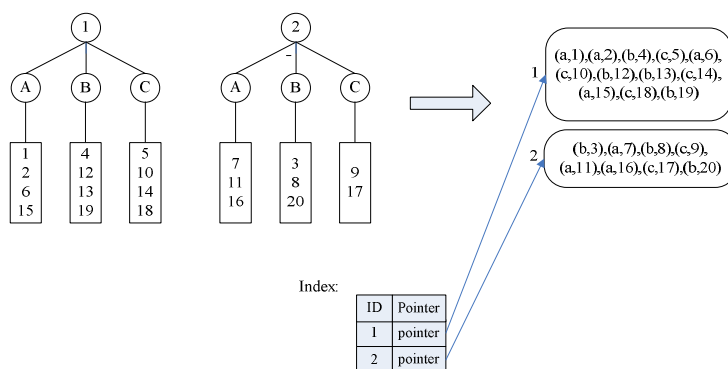 1
A
B
C
1
2
6
15
4
12
13
19
5
10
14
18
2
A
B
C
7
11
16
3
8
20
9
17
1
(a,1),(a,2),(b,4),(c,5),(a,6),
(c,10),(b,12),(b,13),(c,14),
(a,15),(c,18),(b,19)
2
(b,3),(a,7),(b,8),(c,9),
(a,11),(a,16),(c,17),(b,20)
Index:
ID Pointer
1 pointer
2 pointer